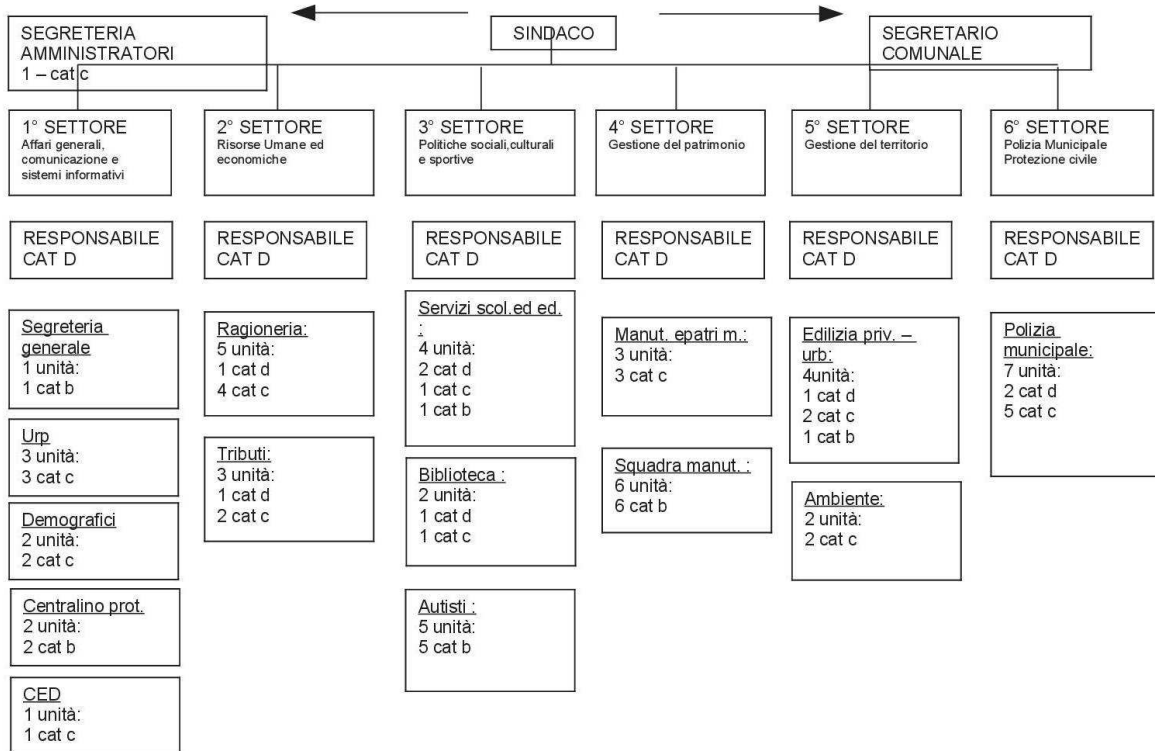 SEGRETERIA
AMMINISTRATORI
1 – cat c
SINDACO
SEGRETARIO
COMUNALE
1° SETTORE
Affari generali,
comunicazione e
sistemi informativi
2° SETTORE
Risorse Umane ed
economiche
3° SETTORE
Politiche sociali,culturali
e sportive
4° SETTORE
Gestione del patrimonio
5° SETTORE
Gestione del territorio
6° SETTORE
Polizia Municipale
Protezione civile
RESPONSABILE
CAT D
RESPONSABILE
CAT D
RESPONSABILE
CAT D
RESPONSABILE
CAT D
RESPONSABILE
CAT D
RESPONSABILE
CAT D
Segreteria
generale
1 unità:
1 cat b
Urp
3 unità:
3 cat c
Demografici
2 unità:
2 cat c
Centralino prot.
2 unità:
2 cat b
CED
1 unità:
1 cat c
Ragioneria:
5 unità:
1 cat d
4 cat c
Tributi:
3 unità:
1 cat d
2 cat c
Servizi scol.ed ed.
:
4 unità:
2 cat d
1 cat c
1 cat b
Biblioteca :
2 unità:
1 cat d
1 cat c
Autisti :
5 unità:
5 cat b
Manut. epatri m.:
3 unità:
3 cat c
Squadra manut. :
6 unità:
6 cat b
Edilizia priv. –
urb:
4unità:
1 cat d
2 cat c
1 cat b
Ambiente:
2 unità:
2 cat c
Polizia
municipale:
7 unità:
2 cat d
5 cat c